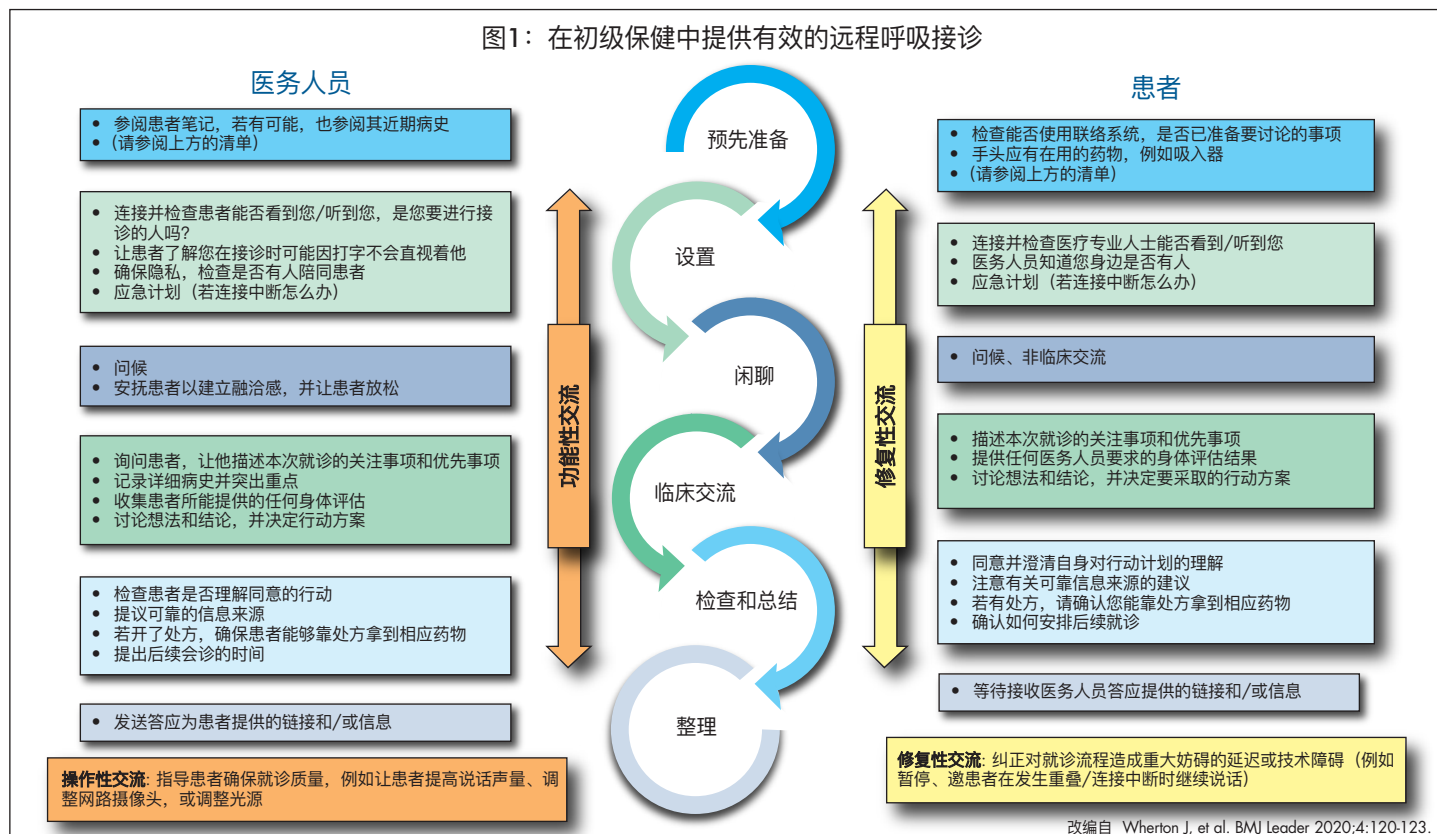 图1：在初级保健中提供有效的远程呼吸接诊
医务人员
• 参阅患者笔记，若有可能，也参阅其近期病史
• (请参阅上方的清单)
• 连接并检查患者能否看到您/听到您，是您要进行接
诊的人吗?
• 让患者了解您在接诊时可能因打字不会直视着他
• 确保隐私，检查是否有人陪同患者
• 应急计划（若连接中断怎么办）
• 问候
• 安抚患者以建立融洽感，并让患者放松
• 询问患者，让他描述本次就诊的关注事项和优先事项
• 记录详细病史并突出重点
• 收集患者所能提供的任何身体评估
• 讨论想法和结论，并决定行动方案
• 检查患者是否理解同意的行动
• 提议可靠的信息来源
• 若开了处方，确保患者能够靠处方拿到相应药物
• 提出后续会诊的时间
• 发送答应为患者提供的链接和/或信息
操作性交流: 指导患者确保就诊质量，例如让患者提高说话声量、调
整网路摄像头，或调整光源
功能性交流
预先准备
设置
闲聊
临床交流
检查和总结
整理
修复性交流
患者
• 检查能否使用联络系统，是否已准备要讨论的事项
• 手头应有在用的药物，例如吸入器
• (请参阅上方的清单)
• 连接并检查医疗专业人士能否看到/听到您
• 医务人员知道您身边是否有人
• 应急计划（若连接中断怎么办）
• 问候、非临床交流
• 描述本次就诊的关注事项和优先事项
• 提供任何医务人员要求的身体评估结果
• 讨论想法和结论，并决定要采取的行动方案
• 同意并澄清自身对行动计划的理解
• 注意有关可靠信息来源的建议
• 若有处方，请确认您能靠处方拿到相应药物
• 确认如何安排后续就诊
• 等待接收医务人员答应提供的链接和/或信息
修复性交流: 纠正对就诊流程造成重大妨碍的延迟或技术障碍（例如
暂停、邀患者在发生重叠/连接中断时继续说话）
改编自 Wherton J, et al. BMJ Leader 2020;4:120-123.